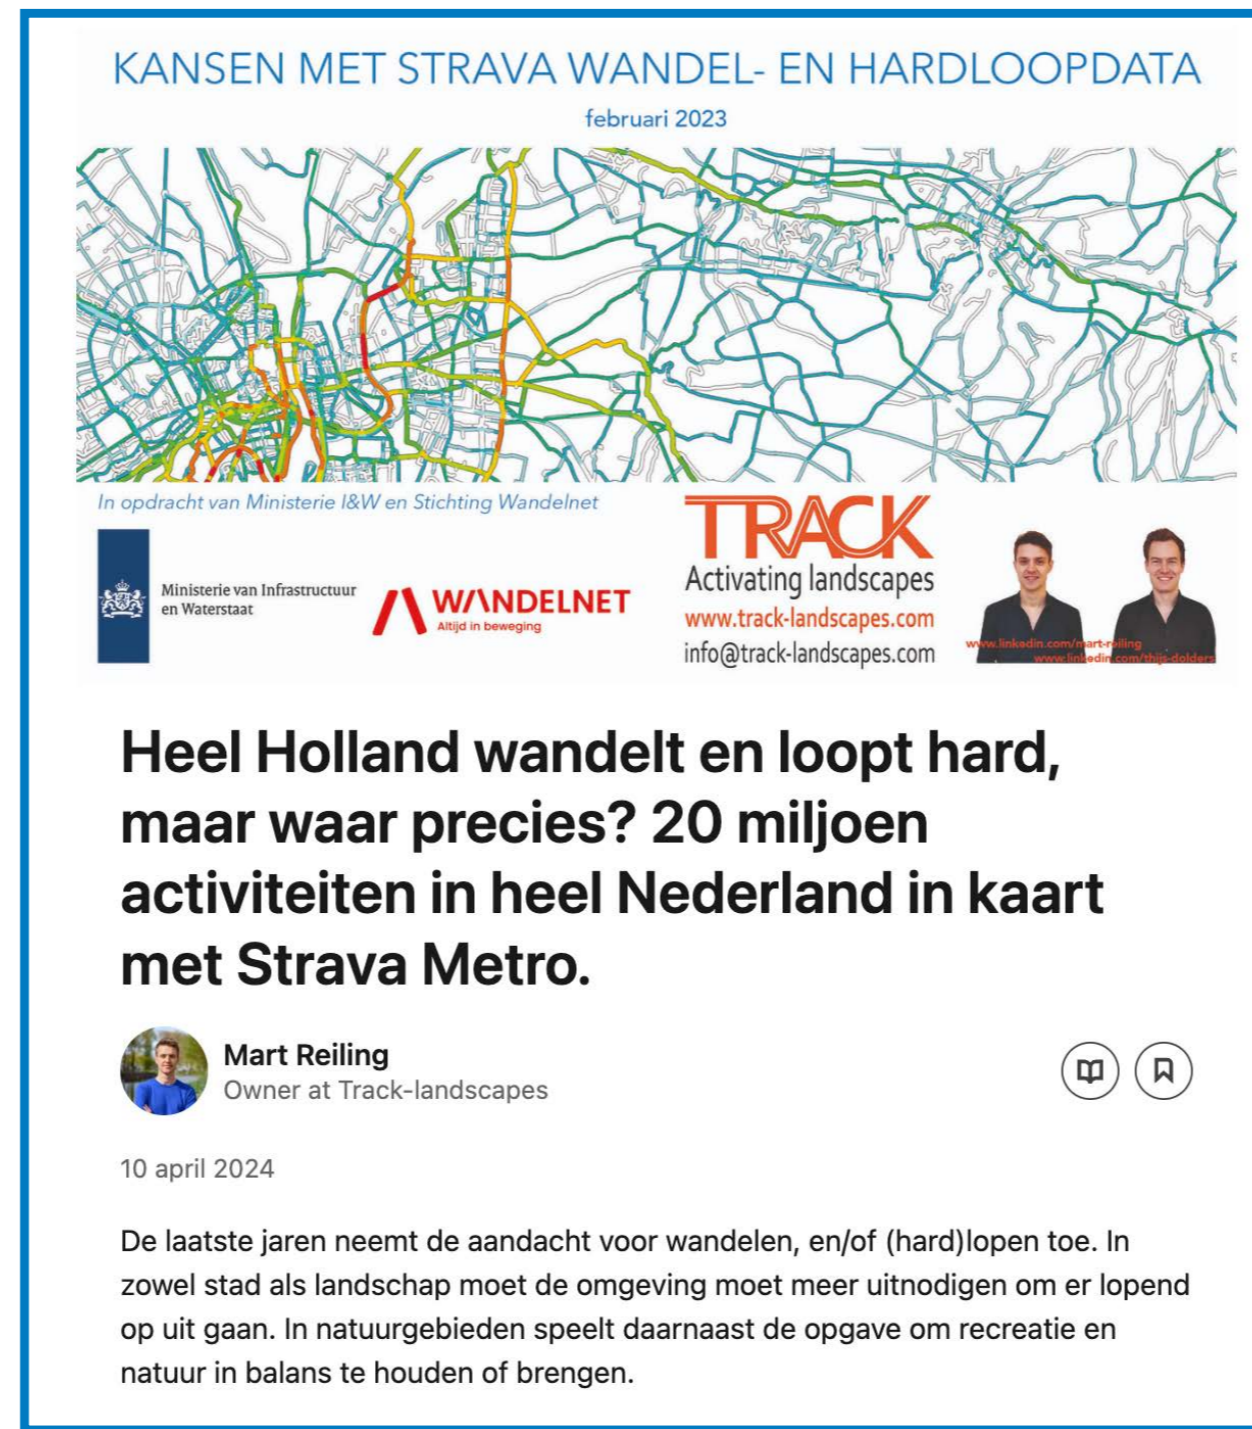 KANSEN MET STRAVA WANDEL- EN HARDLOOPDATA
februari 2023
In opdracht van Ministerie I&W en Stichting Wandelnet
Ministerie van Infrastructuur
en Waterstaat
WANDELNET
Altijd in beweging
TRACK
Activating landscapes
www.track-landscapes.com
info@track-landscapes.com
www.linkedin.com/mart-reiling
www.linkedin.com/thijs-dolders
Heel Holland wandelt en loopt hard,
maar waar precies? 20 miljoen
activiteiten in heel Nederland in kaart
met Strava Metro.
Mart Reiling
Owner at Track-landscapes
10 april 2024
De laatste jaren neemt de aandacht voor wandelen, en/of (hard)lopen toe. In
zowel stad als landschap moet de omgeving moet meer uitnodigen om er lopend
op uit gaan. In natuurgebieden speelt daarnaast de opgave om recreatie en
natuur in balans te houden of brengen.